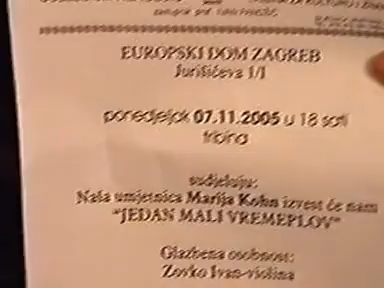 EUROPSKI DOM ZAGREB
Jurišićeva 1/I
ponedjeljak 07.11.2005 u 18 sati
tribina
sudjeluju:
Naša umjetnica Marija Kohn izvest će nam
"JEDAN MALI VREMEPLOV"
Glazbena osobnost:
Zovko Ivan-violina